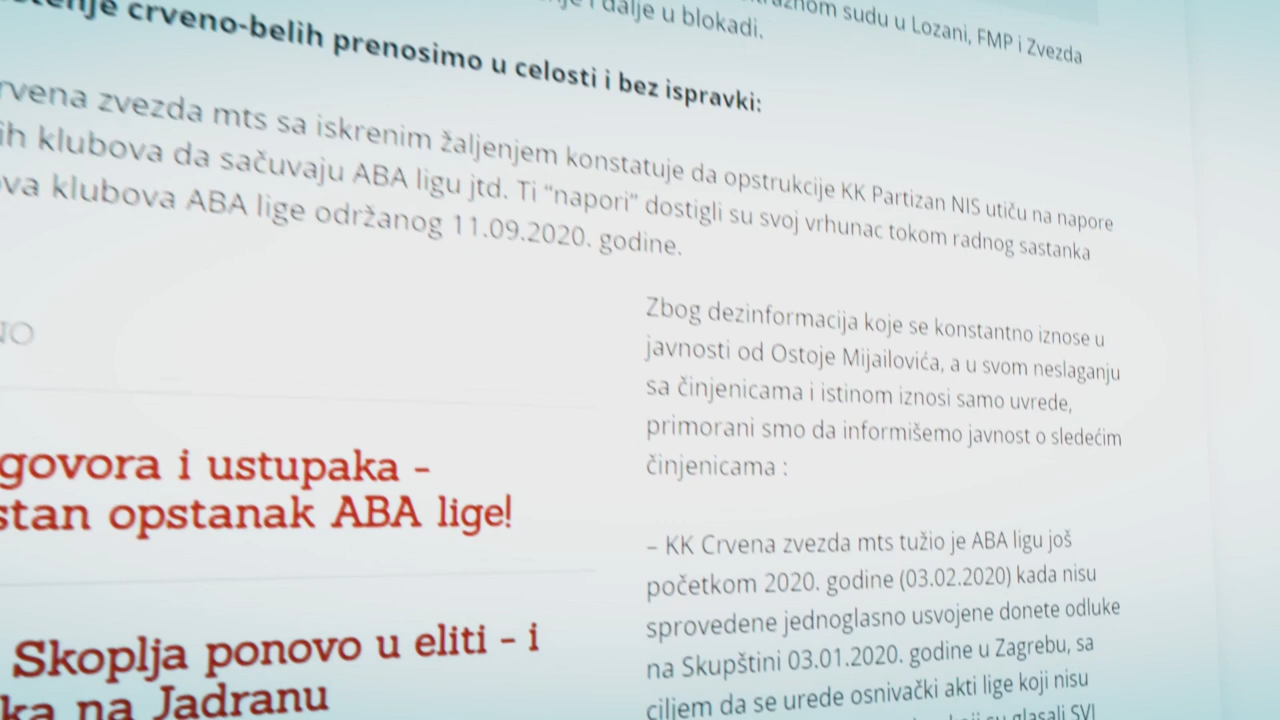 i dalje u blokadi.
sudu u Lozani, FMP i Zvezda
crveno-belih prenosimo u celosti i bez ispravki:
zvezda mts sa iskrenim žaljenjem konstatuje da opstrukcije KK Partizan NIS utiču na napore
klubova da sačuvaju ABA ligu jtd. Ti “napori” dostigli su svoj vrhunac tokom radnog sastanka
klubova ABA lige održanog 11.09.2020. godine.
Zbog dezinformacija koje se konstantno iznose u
javnosti od Ostoje Mijailovića, a u svom neslaganju
sa činjenicama i istinom iznosi samo uvrede,
primorani smo da informišemo javnost o sledećim
činjenicama :
– KK Crvena zvezda mts tužio je ABA ligu još
početkom 2020. godine (03.02.2020) kada nisu
sprovedene jednoglasno usvojene donete odluke
na Skupštini 03.01.2020. godine u Zagrebu, sa
ciljem da se urede osnivački akti lige koji nisu
glasali SVI
govora i ustupaka –
stan opstanak ABA lige!
Skoplja ponovo u eliti – i
ka na Jadranu